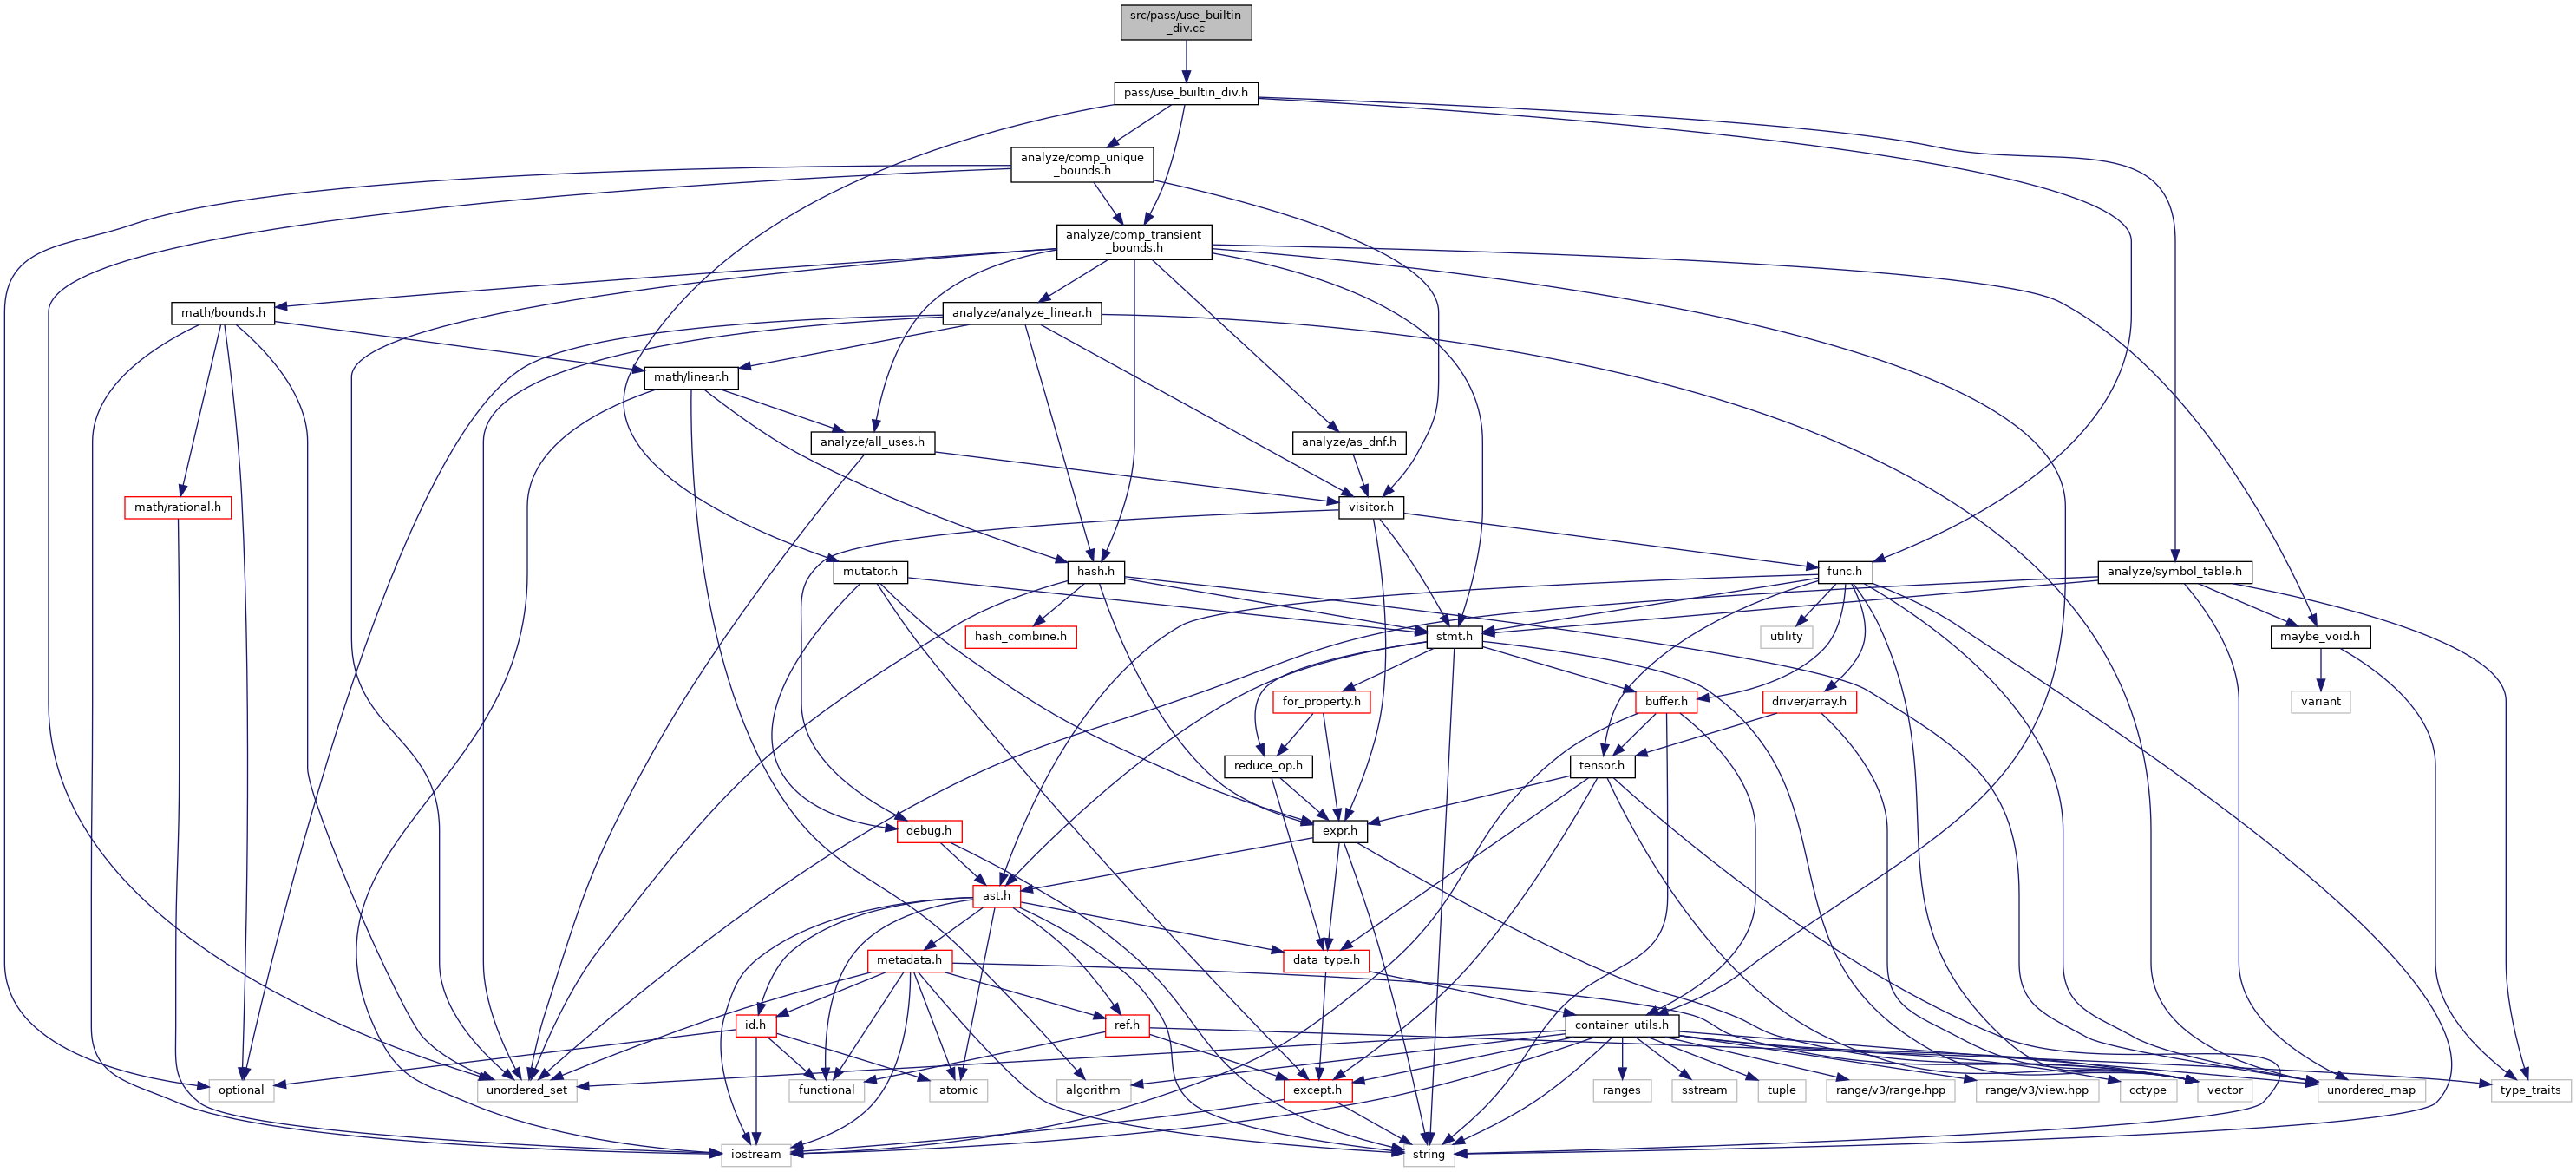 src/pass/use_builtin
_div.cc
pass/use_builtin_div.h
analyze/comp_unique
_bounds.h
analyze/comp_transient
_bounds.h
math/bounds.h
analyze/analyze_linear.h
math/linear.h
analyze/all_uses.h
analyze/as_dnf.h
math/rational.h
visitor.h
mutator.h
hash.h
func.h
analyze/symbol_table.h
hash_combine.h
stmt.h
utility
maybe_void.h
for_property.h
buffer.h
driver/array.h
variant
reduce_op.h
tensor.h
debug.h
expr.h
ast.h
metadata.h
data_type.h
id.h
ref.h
container_utils.h
optional
unordered_set
functional
atomic
algorithm
except.h
ranges
sstream
tuple
range/v3/range.hpp
range/v3/view.hpp
cctype
vector
unordered_map
type_traits
iostream
string